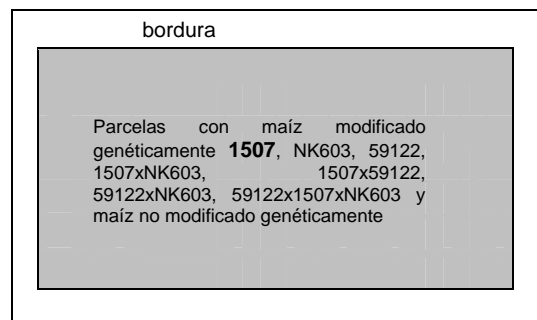 bordura
Parcelas con maíz modificado
genéticamente 1507, NK603, 59122,
1507xNK603, 1507x59122,
59122xNK603, 59122x1507xNK603 y
maíz no modificado genéticamente